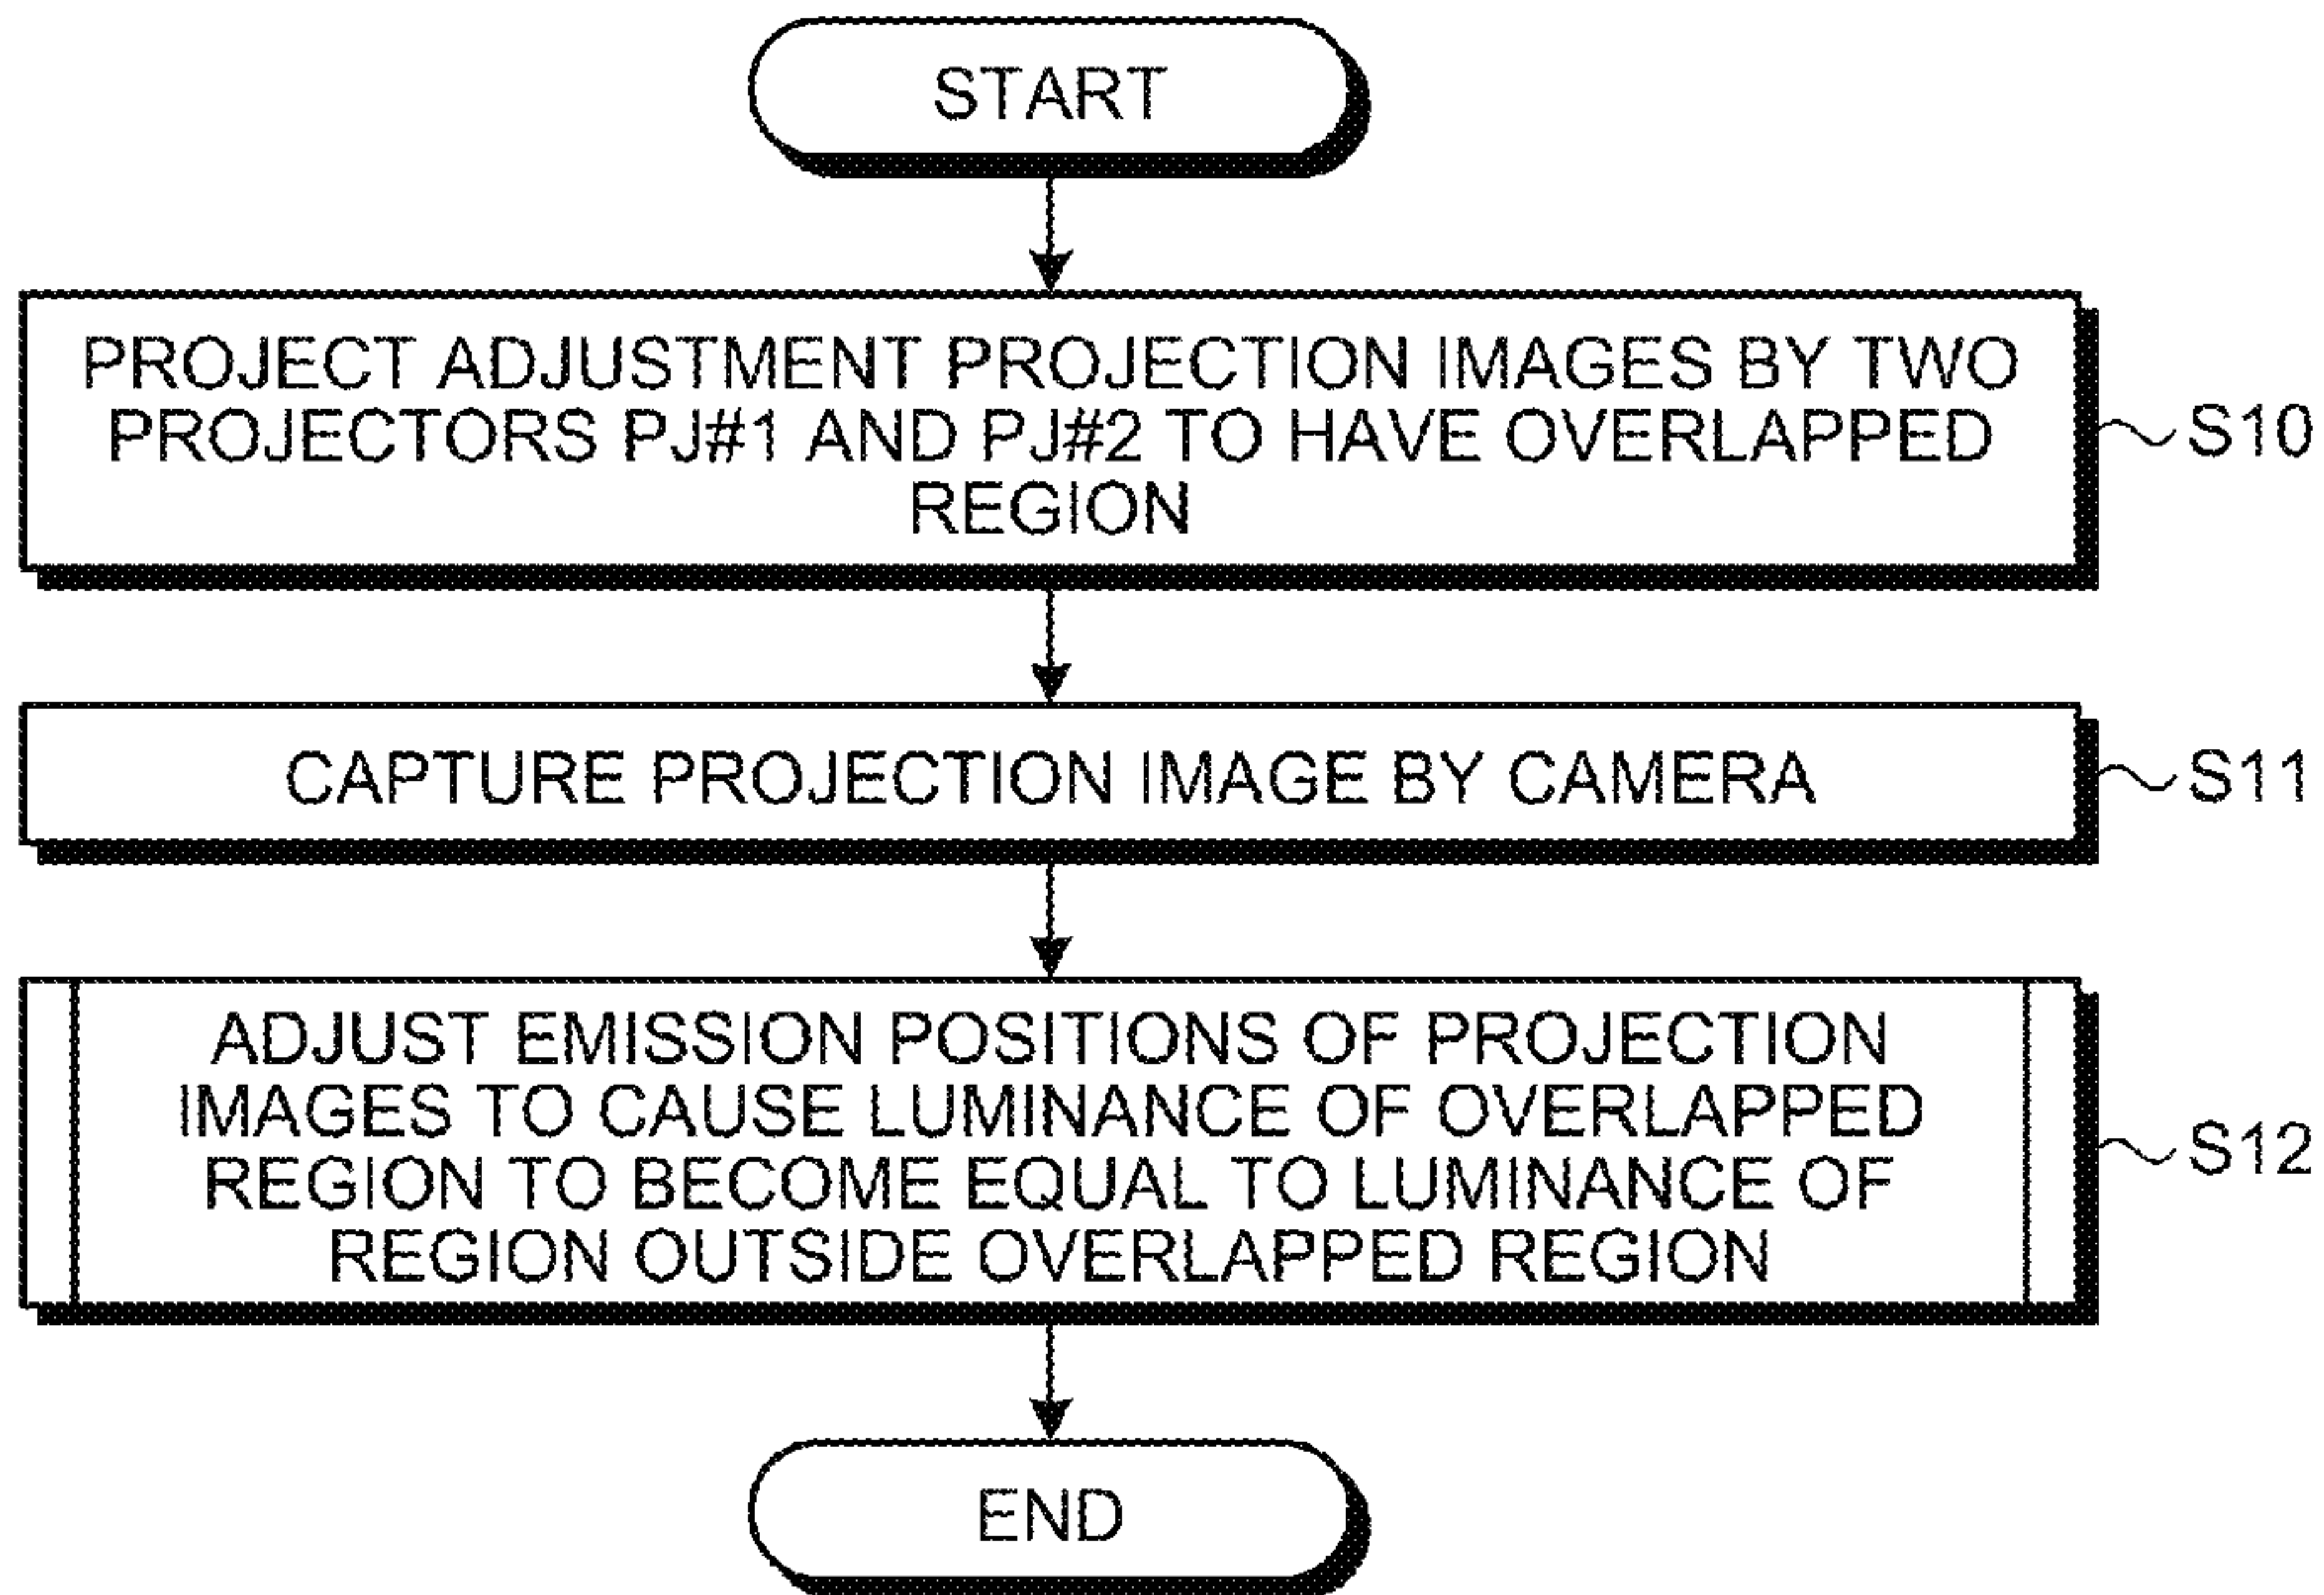 START
PROJECT ADJUSTMENT PROJECTION IMAGES BY TWO
PROJECTORS PJ#1 AND PJ#2 TO HAVE OVERLAPPED
REGION
S10
CAPTURE PROJECTION IMAGE BY CAMERA
S11
ADJUST EMISSION POSITIONS OF PROJECTION
IMAGES TO CAUSE LUMINANCE OF OVERLAPPED
REGION TO BECOME EQUAL TO LUMINANCE OF
REGION OUTSIDE OVERLAPPED REGION
S12
END